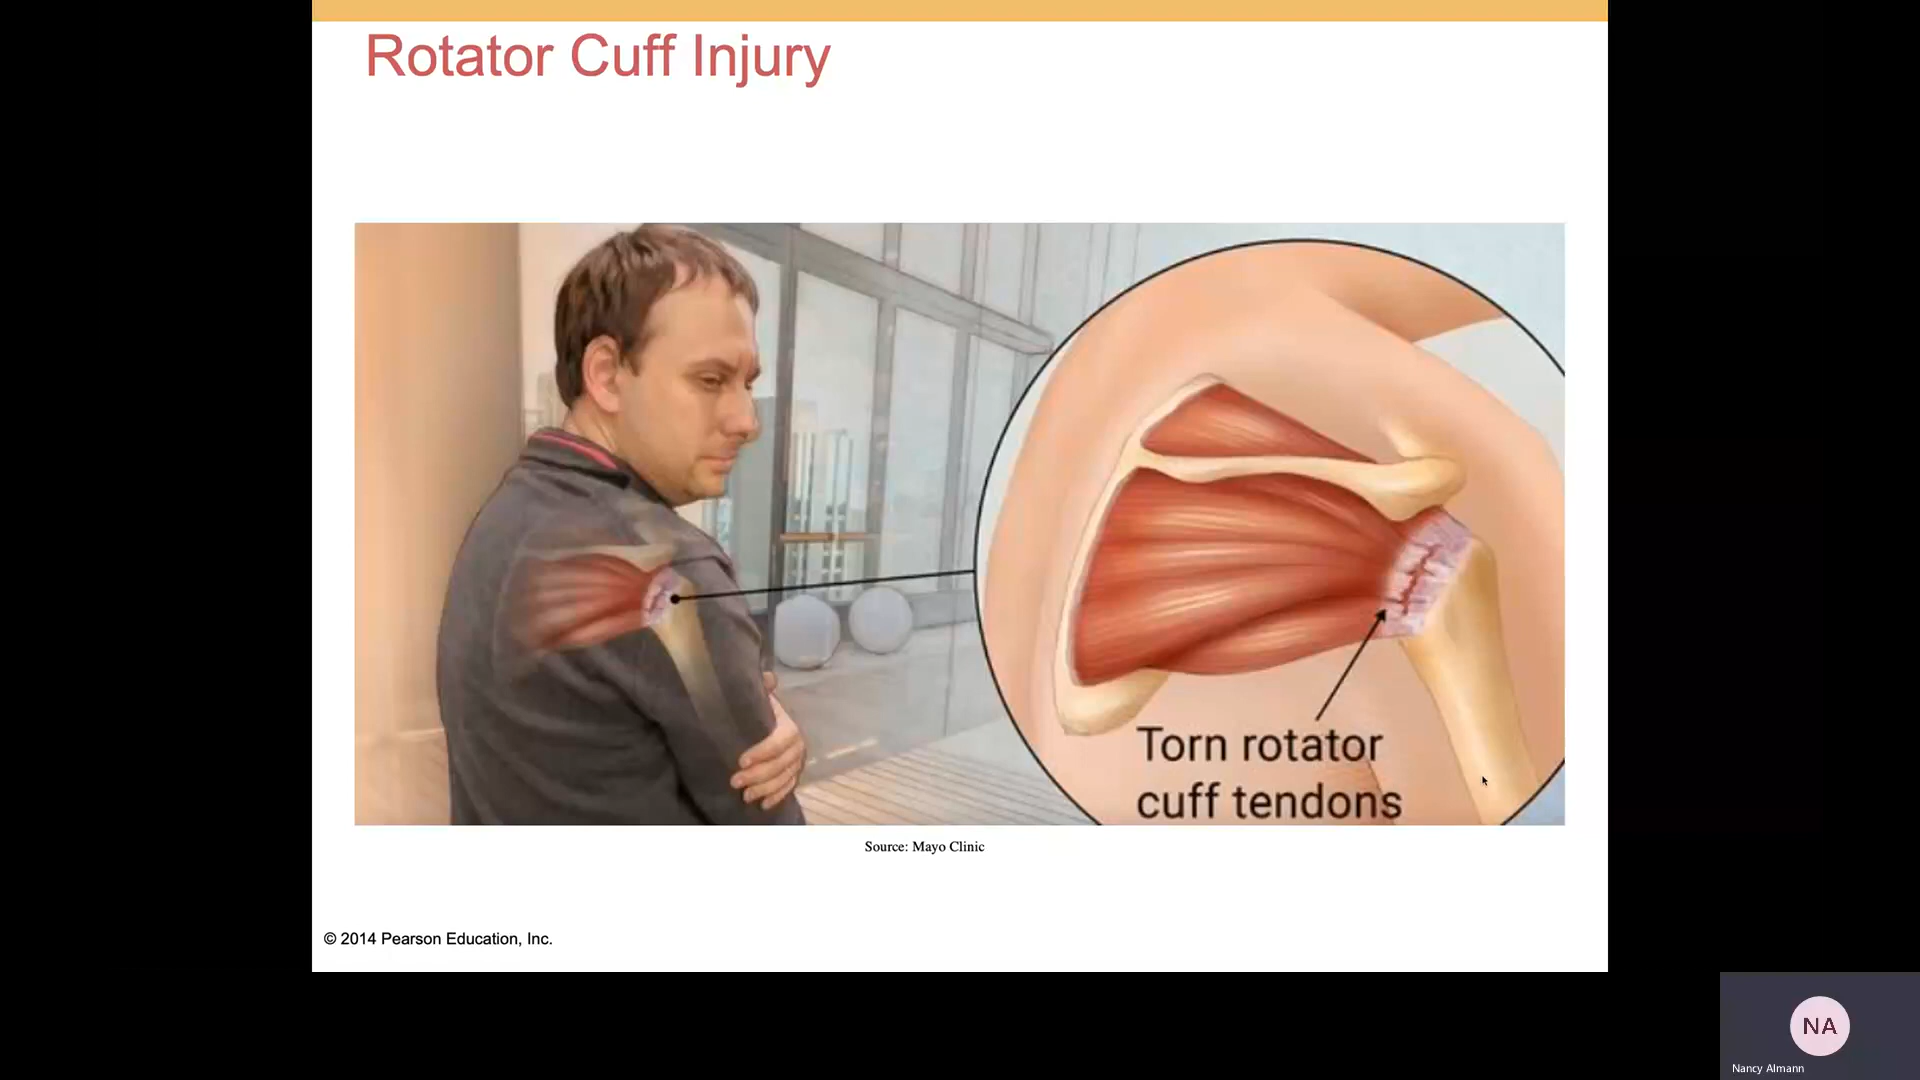 Rotator Cuff Injury
Torn rotator
cuff tendons
Source: Mayo Clinic
© 2014 Pearson Education, Inc.
NA
Nancy Almann